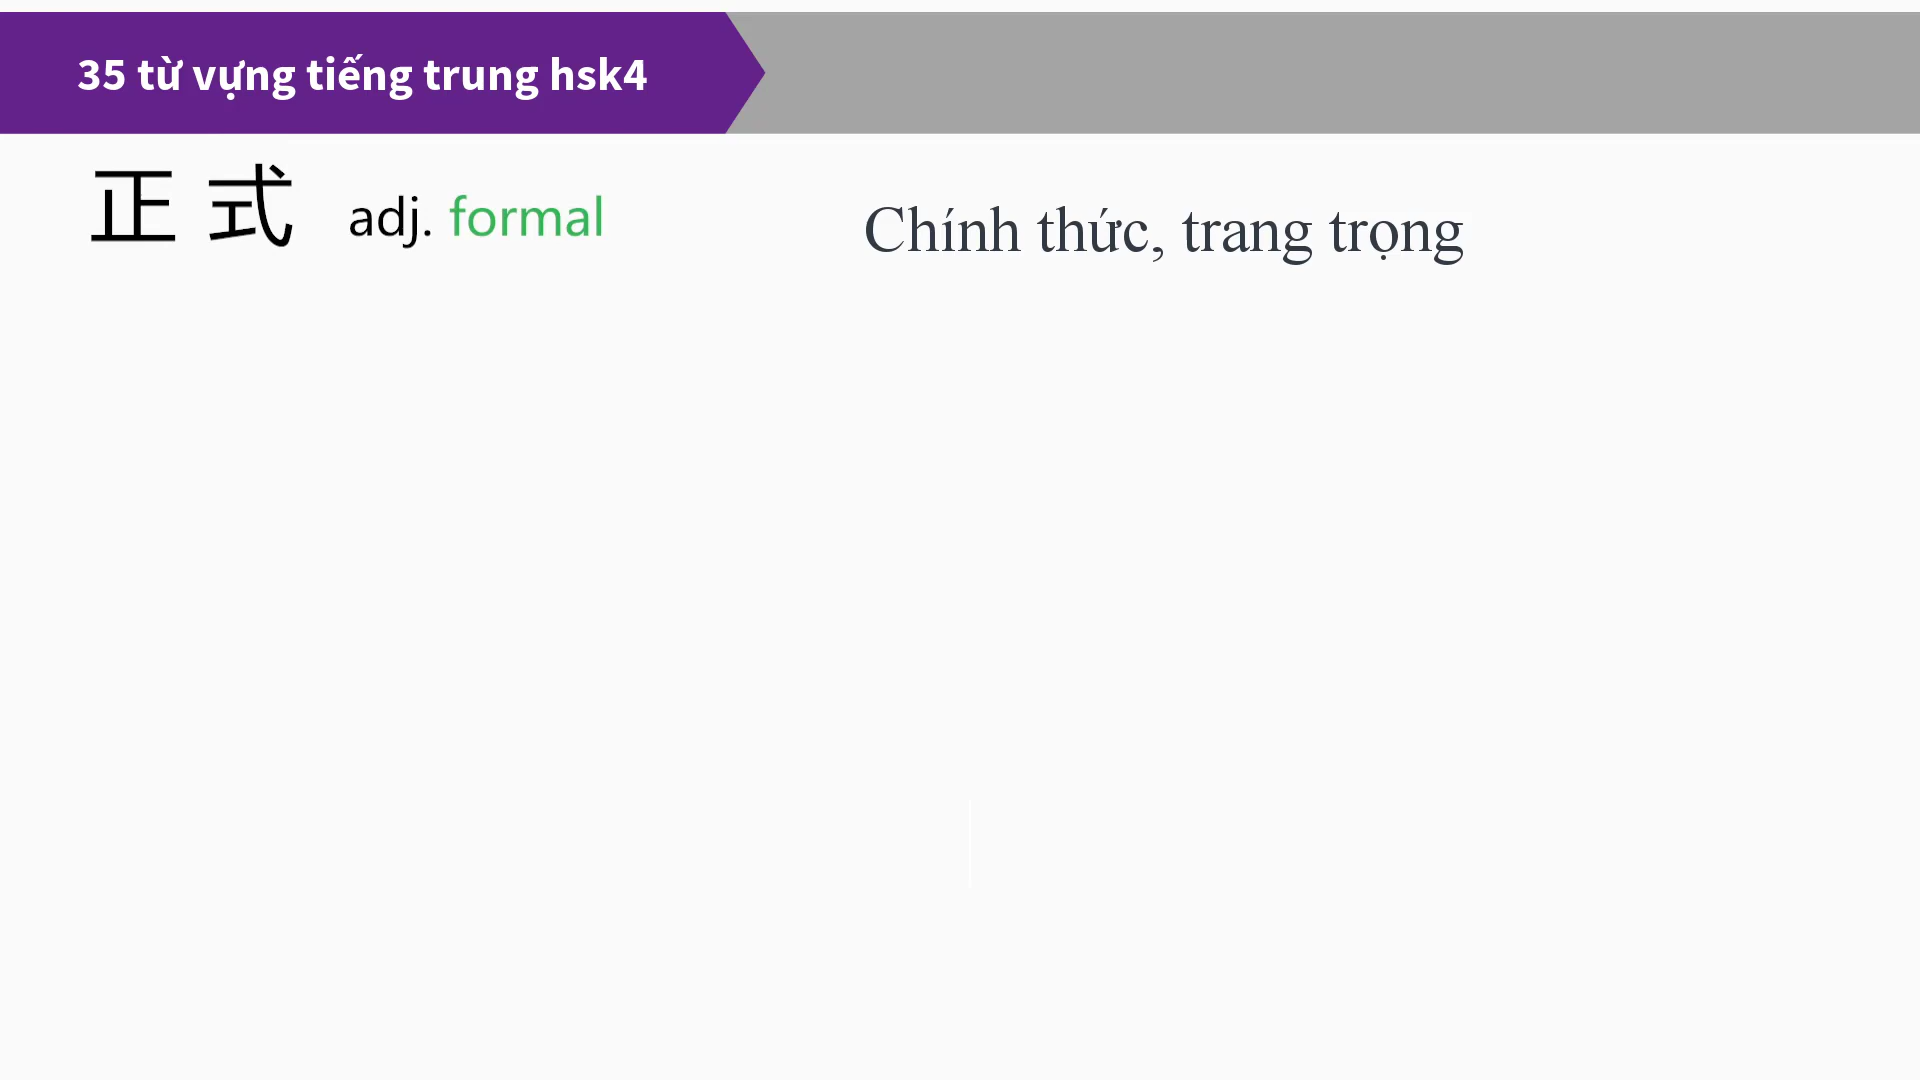 35 từ vựng tiếng trung hsk4
正式 adj. formal Chính thức, trang trọng